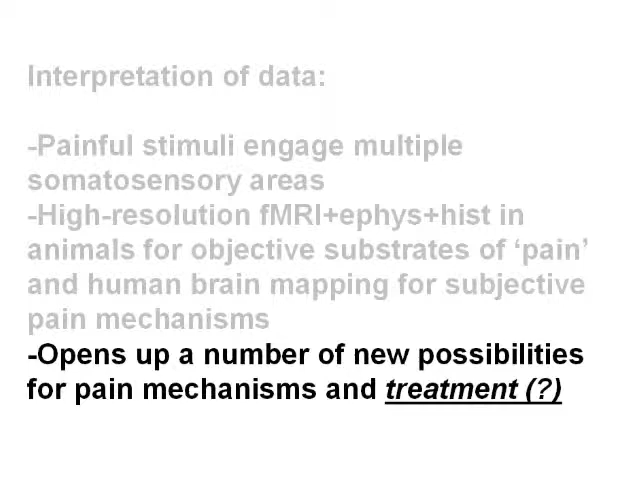 Interpretation of data:
-Painful stimuli engage multiple
somatosensory areas
-High-resolution fMRI+ephys+hist in
animals for objective substrates of ‘pain’
and human brain mapping for subjective
pain mechanisms
-Opens up a number of new possibilities
for pain mechanisms and treatment (?)